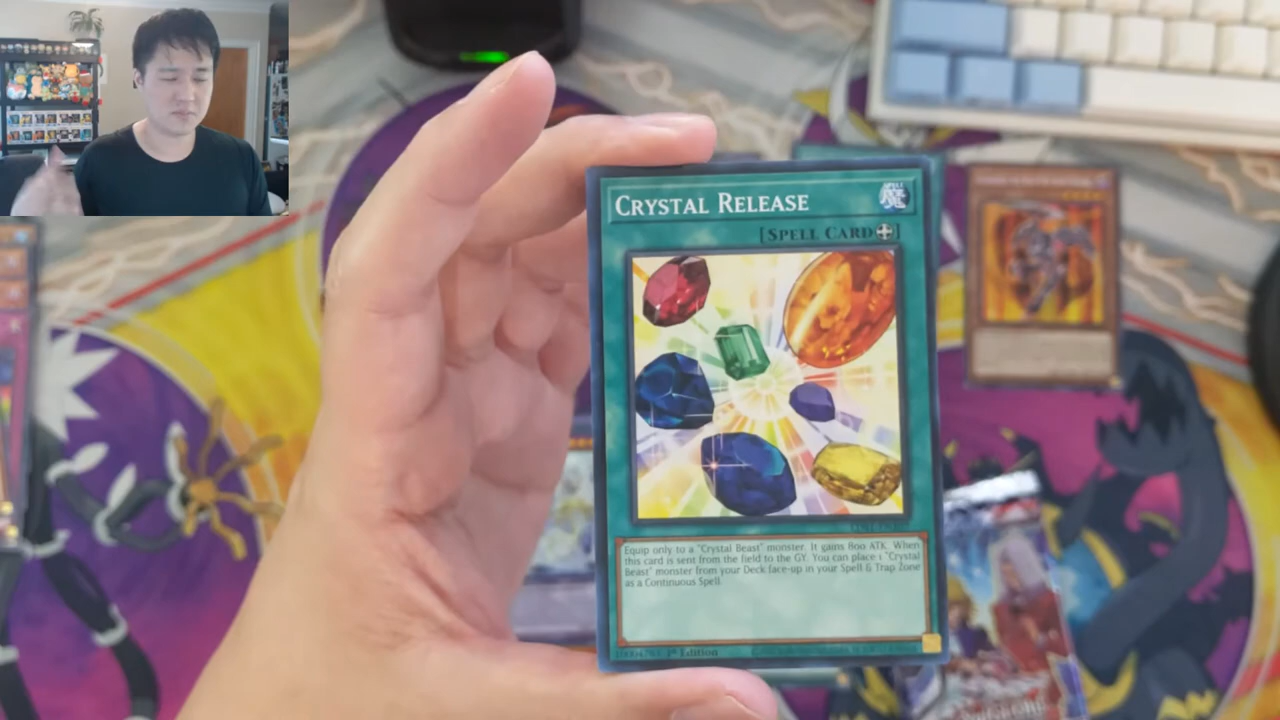 CRYSTAL RELEASE
[SPELL CARD ]
Equip only to a "Crystal Beast" monster. It gains 800 ATK. When
this card is sent from the field to the GY: You can place 1 "Crystal
Beast" monster from your Deck face-up in your Spell & Trap Zone
as a Continuous Spell.
1st Edition